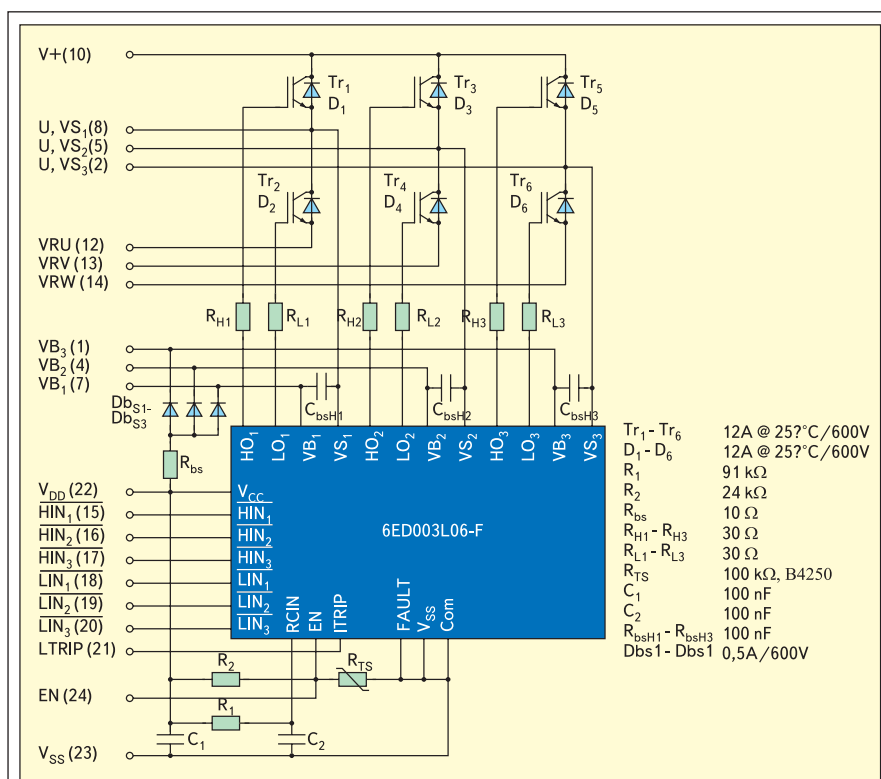 V+(10)
Tr1
D1
Tr3
D3
Tr5
D5
U, VS1(8)
U, VS2(5)
U, VS3(2)
Tr2
D2
Tr4
D4
Tr6
D6
VRU (12)
VRV (13)
VRW (14)
RH1
RL1
RH2
RL2
RH3
RL3
VB3 (1)
VB2 (4)
VB1 (7)
CbsH1
CbsH2
CbsH3
DbS1-
DbS3
Rbs
HO1
LO1
VB1
VS1
HO2
LO2
VB2
VS2
HO3
LO3
VB3
VS3
VDD (22)
HIN1 (15)
HIN2 (16)
HIN3 (17)
LIN1 (18)
LIN2 (19)
LIN3 (20)
LTRIP (21)
VCC
HIN1
HIN2
HIN3
LIN1
LIN2
LIN3
6ED003L06-F
RCIN
EN
ITRIP
FAULT
VSS
Com
R2
RTS
EN (24)
R1
C1
C2
VSS (23)
Tr1 - Tr6 12A @ 25?°C/600V
D1 - D6 12A @ 25?°C/600V
R1 91 kΩ
R2 24 kΩ
Rbs 10 Ω
RH1 - RH3 30 Ω
RL1 - RL3 30 Ω
RTS 100 kΩ, B4250
C1 100 nF
C2 100 nF
RbsH1 - RbsH3 100 nF
Dbs1 - Dbs1 0,5A/600V